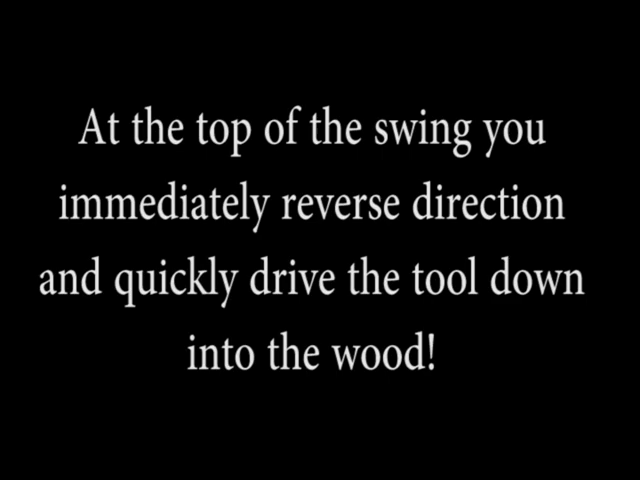 At the top of the swing you
immediately reverse direction
and quickly drive the tool down
into the wood!